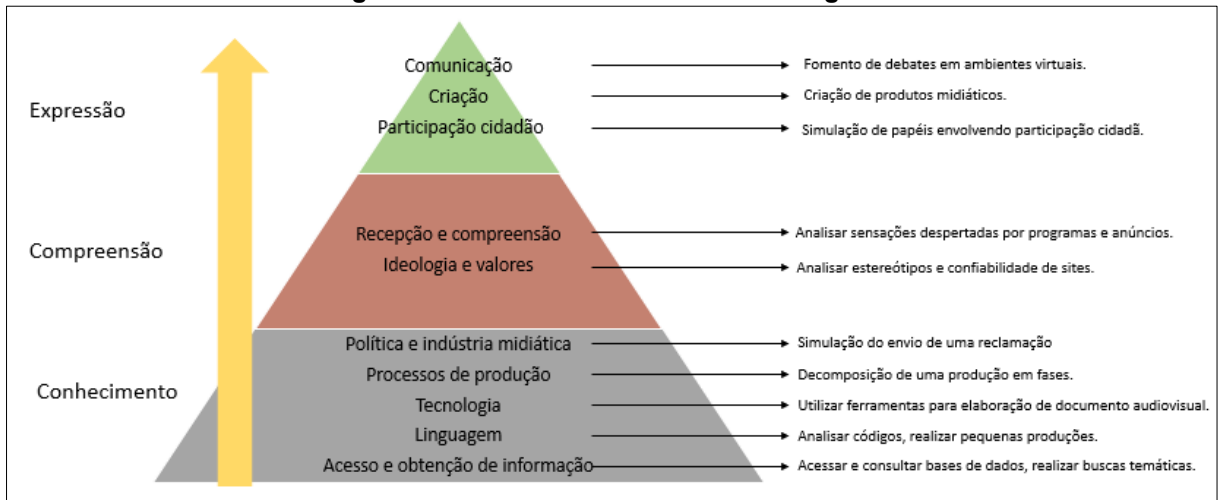 Expressão
Comunicação
Fomento de debates em ambientes virtuais.
Criação
Criação de produtos midiáticos.
Participação cidadão
Simulação de papéis envolvendo participação cidadã.
Compreensão
Recepção e compreensão
Analisar sensações despertadas por programas e anúncios.
Ideologia e valores
Analisar estereótipos e confiabilidade de sites.
Conhecimento
Política e indústria midiática
Simulação do envio de uma reclamação
Processos de produção
Decomposição de uma produção em fases.
Tecnologia
Utilizar ferramentas para elaboração de documento audiovisual.
Linguagem
Analisar códigos, realizar pequenas produções.
Acesso e obtenção de informação
Acessar e consultar bases de dados, realizar buscas temáticas.